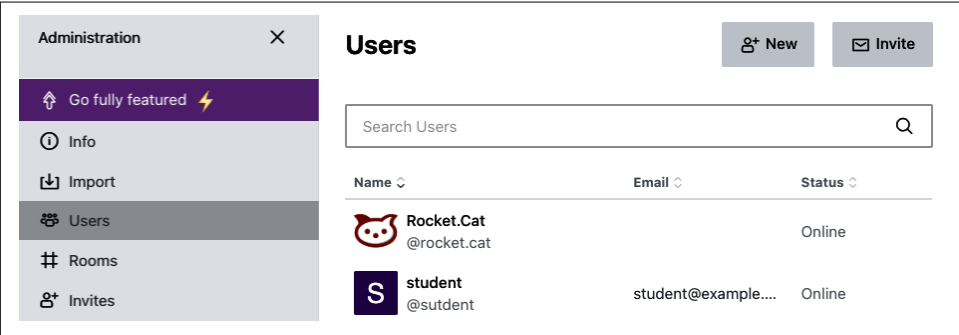 Administration
Go fully featured
Info
Import
Users
Rooms
Invites
Users
New
Invite
Search Users
Name
Email
Status
Rocket.Cat
@rocket.cat
Online
S
student
@sutdent
student@example....
Online